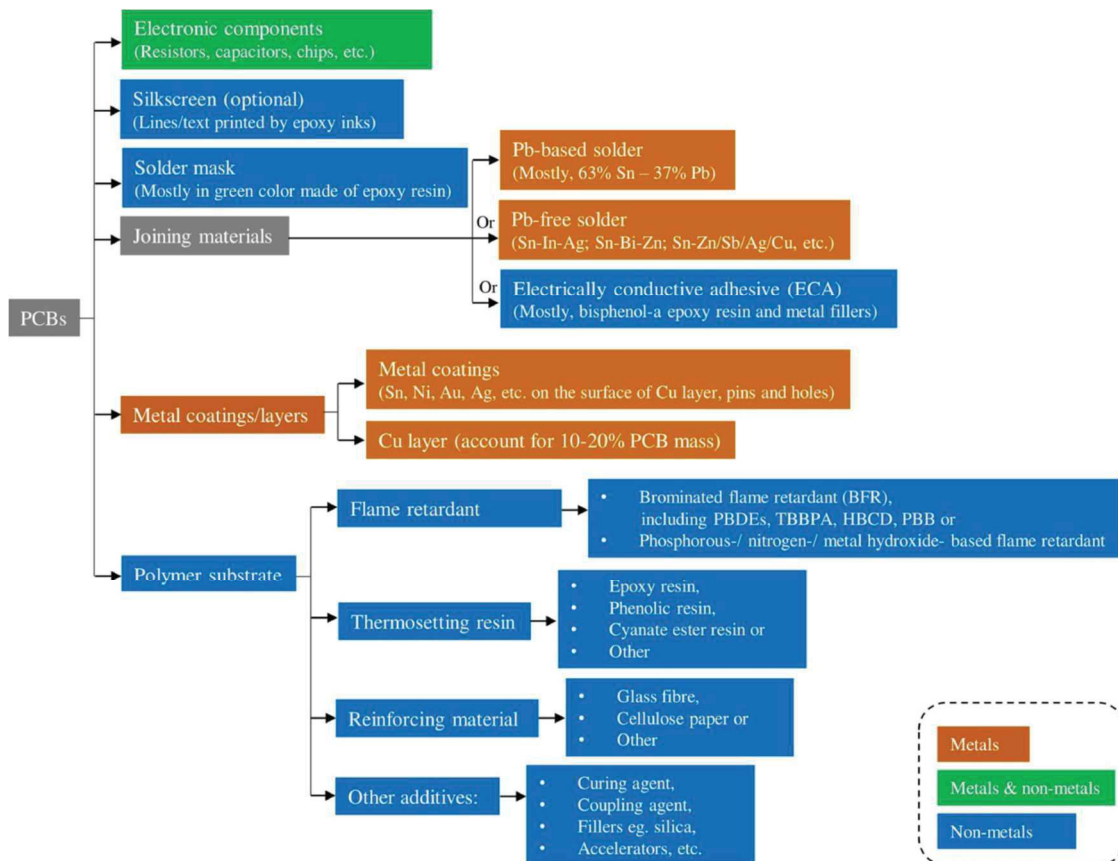 Electronic components
(Resistors, capacitors, chips, etc.)
Silkscreen (optional)
(Lines/text printed by epoxy inks)
Solder mask
(Mostly in green color made of epoxy resin)
Joining materials
Pb-based solder
(Mostly, 63% Sn – 37% Pb)
Or
Pb-free solder
(Sn-In-Ag; Sn-Bi-Zn; Sn-Zn/Sb/Ag/Cu, etc.)
Or
Electrically conductive adhesive (ECA)
(Mostly, bisphenol-a epoxy resin and metal fillers)
PCBs
Metal coatings/layers
Metal coatings
(Sn, Ni, Au, Ag, etc. on the surface of Cu layer, pins and holes)
Cu layer (account for 10-20% PCB mass)
Polymer substrate
Flame retardant
• Brominated flame retardant (BFR),
including PBDEs, TBBPA, HBCD, PBB or
• Phosphorous-/ nitrogen-/ metal hydroxide- based flame retardant
Thermosetting resin
• Epoxy resin,
• Phenolic resin,
• Cyanate ester resin or
• Other
Reinforcing material
• Glass fibre,
• Cellulose paper or
• Other
Other additives:
• Curing agent,
• Coupling agent,
• Fillers eg. silica,
• Accelerators, etc.
Metals
Metals & non-metals
Non-metals